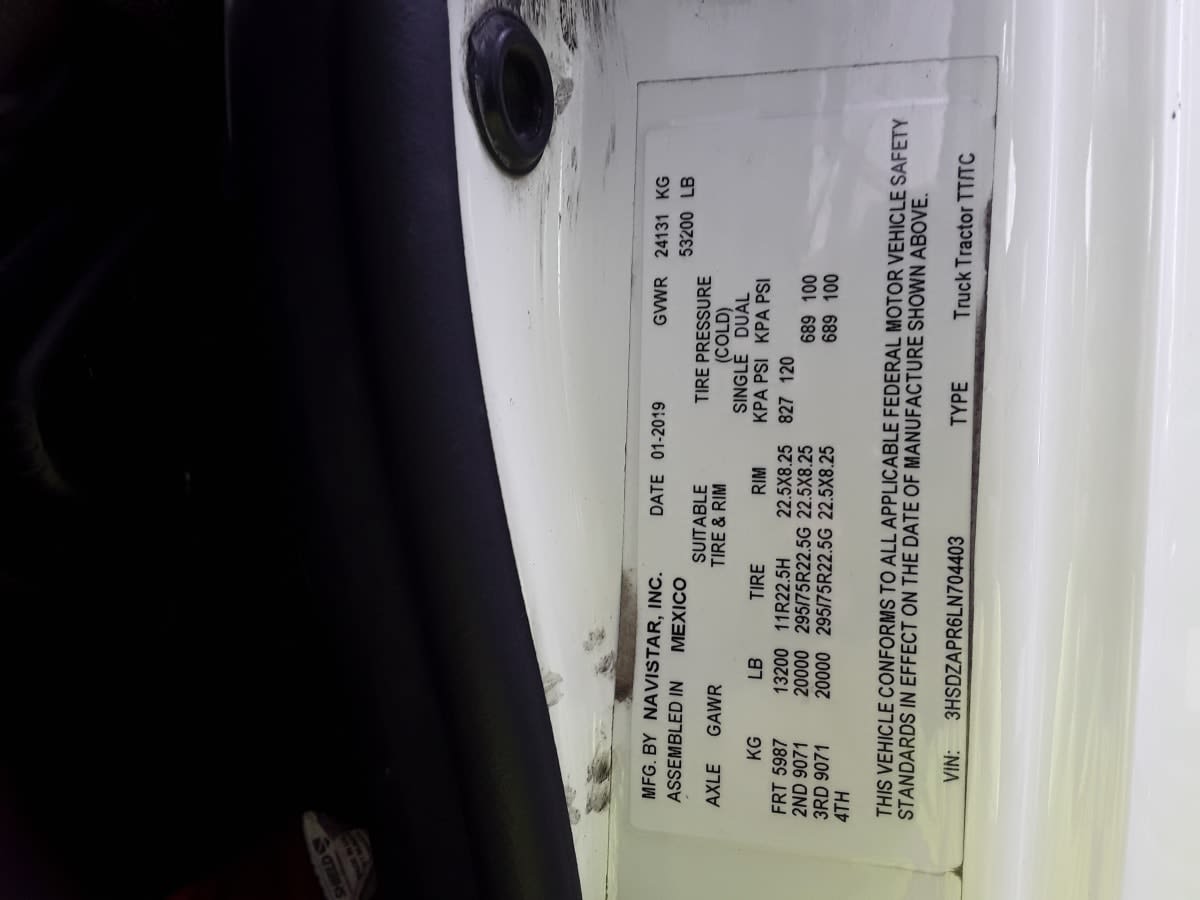 MFG. BY NAVISTAR, INC. DATE 01-2019 GVWR 24131 KG
ASSEMBLED IN MEXICO 53200 LB
SUITABLE TIRE PRESSURE
AXLE GAWR TIRE & RIM (COLD)
SINGLE DUAL
KG LB TIRE RIM KPA PSI KPA PSI
FRT 5987 13200 11R22.5H 22.5X8.25 827 120
2ND 9071 20000 295/75R22.5G 22.5X8.25 689 100
3RD 9071 20000 295/75R22.5G 22.5X8.25 689 100
4TH
THIS VEHICLE CONFORMS TO ALL APPLICABLE FEDERAL MOTOR VEHICLE SAFETY
STANDARDS IN EFFECT ON THE DATE OF MANUFACTURE SHOWN ABOVE.
VIN: 3HSDZAPR6LN704403 TYPE Truck Tractor TT/TC
SHIELD